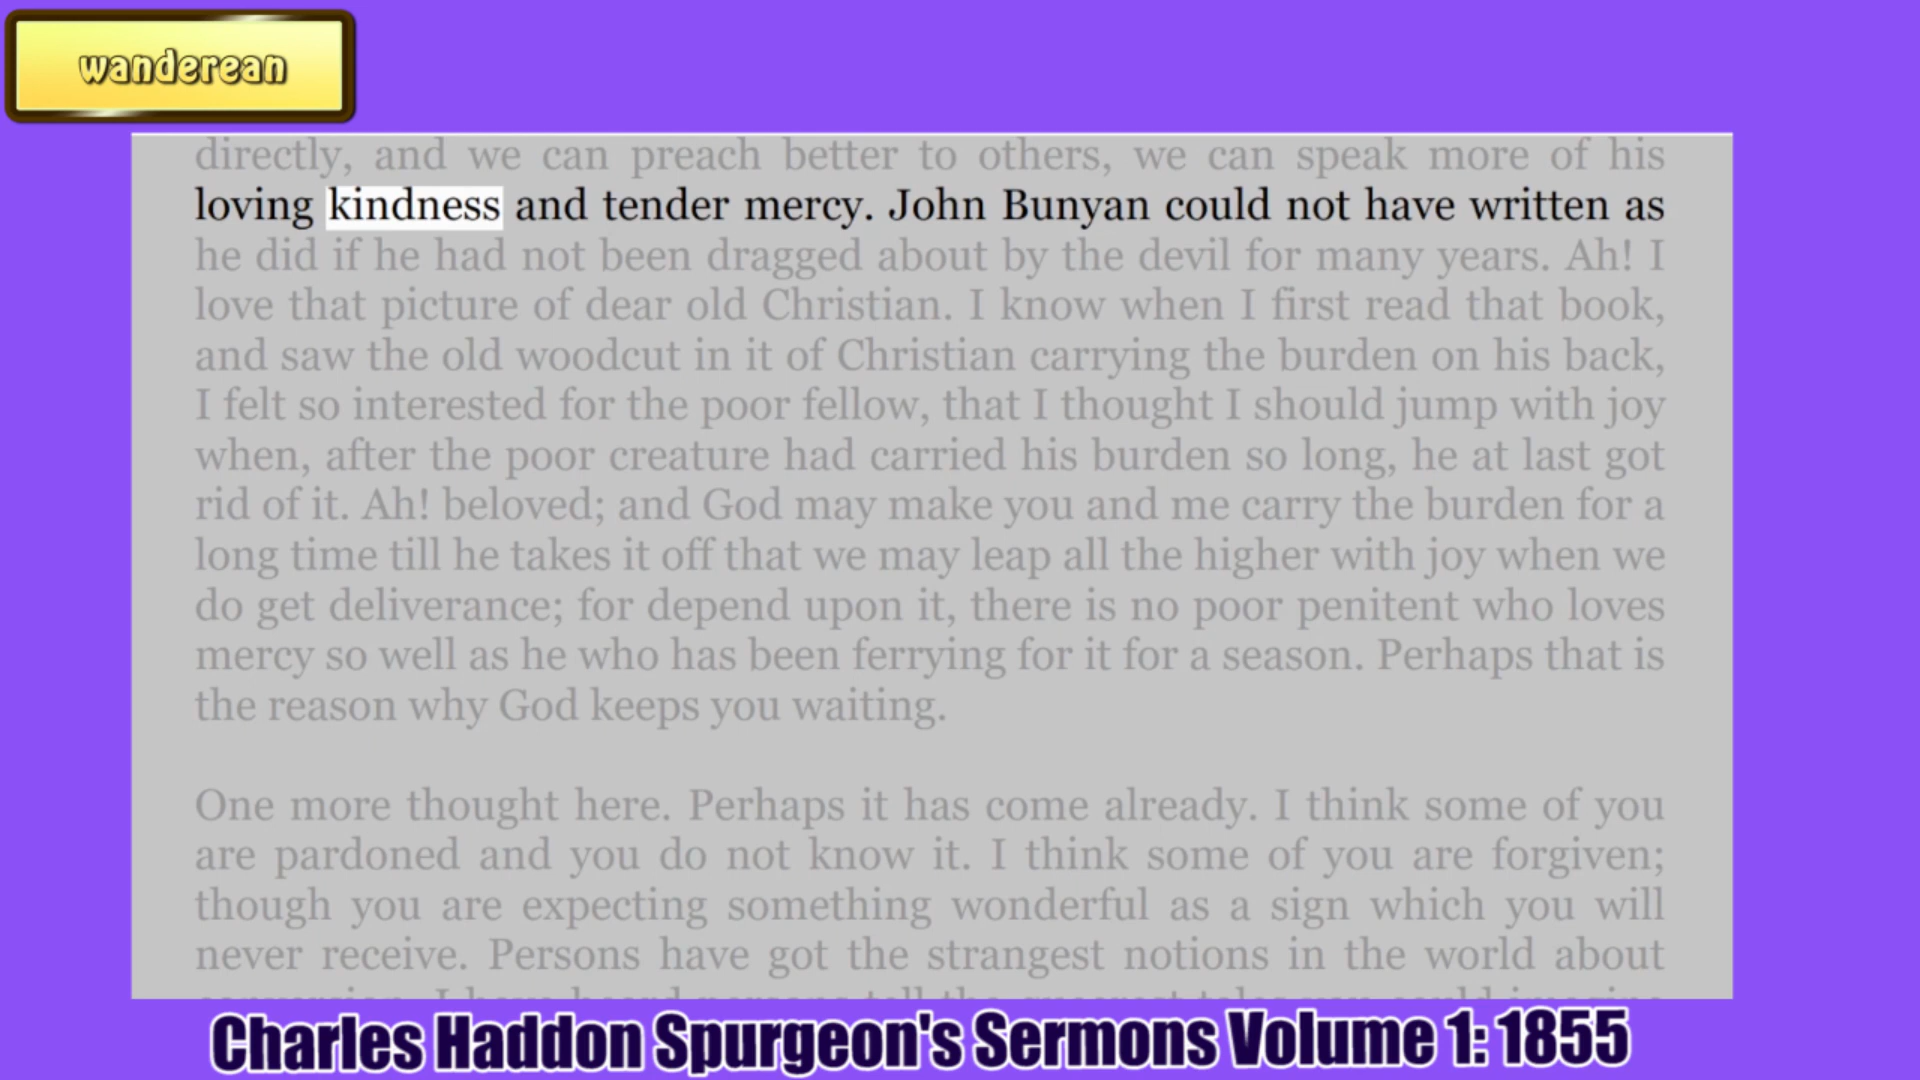 wanderean
directly, and we can preach better to others, we can speak more of his
loving kindness and tender mercy. John Bunyan could not have written as
he did if he had not been dragged about by the devil for many years. Ah! I
love that picture of dear old Christian. I know when I first read that book,
and saw the old woodcut in it of Christian carrying the burden on his back,
I felt so interested for the poor fellow, that I thought I should jump with joy
when, after the poor creature had carried his burden so long, he at last got
rid of it. Ah! beloved; and God may make you and me carry the burden for a
long time till he takes it off that we may leap all the higher with joy when we
do get deliverance; for depend upon it, there is no poor penitent who loves
mercy so well as he who has been ferrying for it for a season. Perhaps that is
the reason why God keeps you waiting.
One more thought here. Perhaps it has come already. I think some of you
are pardoned and you do not know it. I think some of you are forgiven;
though you are expecting something wonderful as a sign which you will
never receive. Persons have got the strangest notions in the world about
Charles Haddon Spurgeon's Sermons Volume 1: 1855